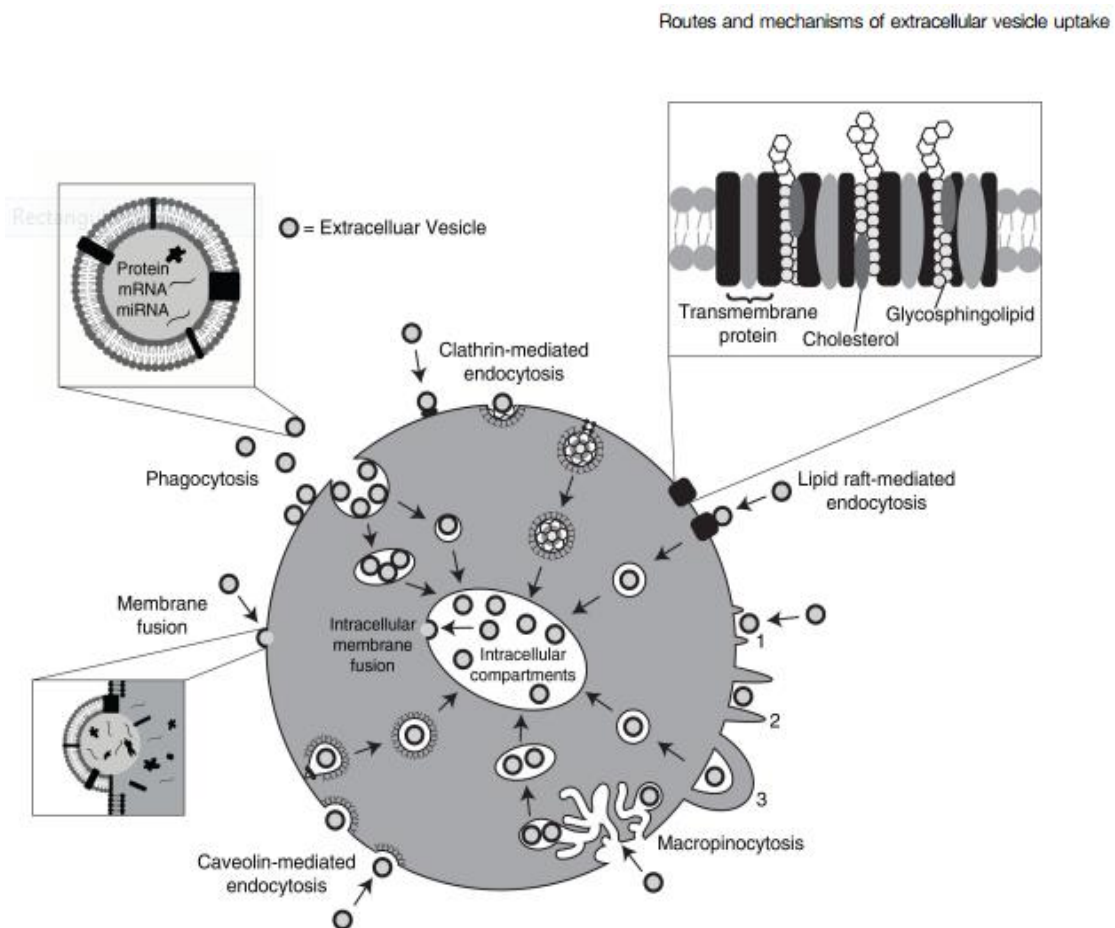 Routes and mechanisms of extracellular vesicle uptake
Rectang
= Extracelluar Vesicle
Protein
mRNA
miRNA
Transmembrane
protein
Cholesterol
Glycosphingolipid
Clathrin-mediated
endocytosis
Phagocytosis
Lipid raft-mediated
endocytosis
Membrane
fusion
Intracellular
membrane
fusion
Intracellular
compartments
1
2
3
Macropinocytosis
Caveolin-mediated
endocytosis